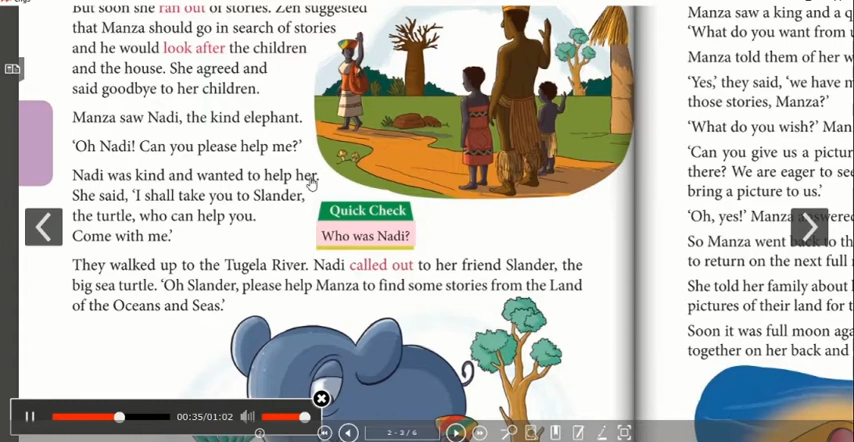 But soon she ran out of stories. Zen suggested
that Manza should go in search of stories
and he would look after the children
and the house. She agreed and
said goodbye to her children.
Manza saw Nadi, the kind elephant.
‘Oh Nadi! Can you please help me?’
Nadi was kind and wanted to help her.
She said, ‘I shall take you to Slander,
the turtle, who can help you.
Come with me.’
Quick Check
Who was Nadi?
They walked up to the Tugela River. Nadi called out to her friend Slander, the
big sea turtle. ‘Oh Slander, please help Manza to find some stories from the Land
of the Oceans and Seas.’
Manza saw a king and a
‘What do you want from
Manza told them of her
‘Yes,’ they said, ‘we have
those stories, Manza?’
‘What do you wish?’
‘Can you give us a
there? We are eager to
bring a picture to us.’
‘Oh, yes!’ Manza answered
So Manza went back to
to return on the next full
She told her family about
pictures of their land for
Soon it was full moon
together on her back and
00:35/01:02
2 - 3 / 6